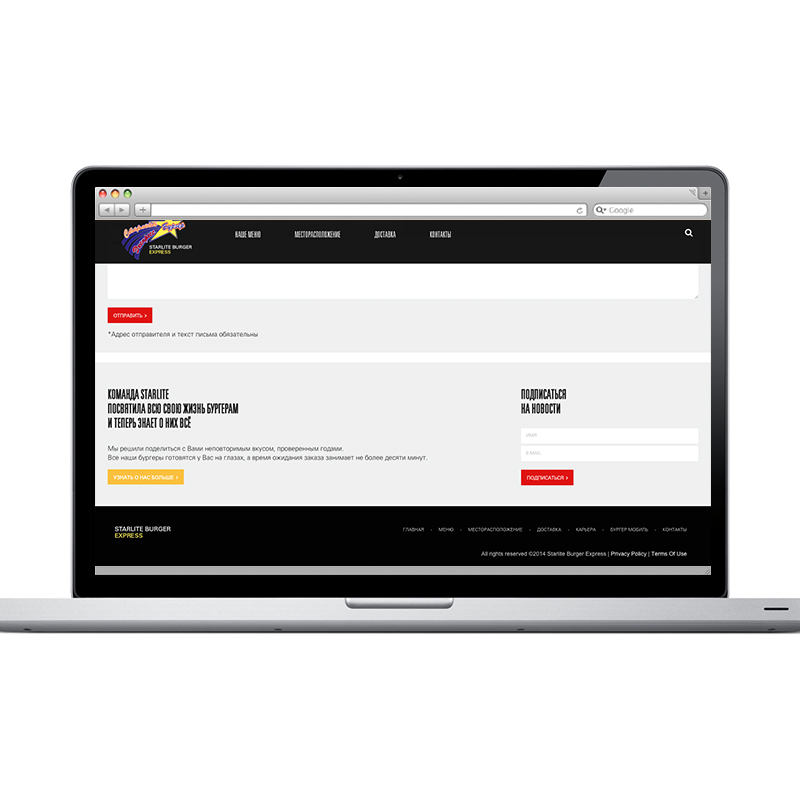 Google
STARLITE BURGER
EXPRESS
НАШЕ МЕНЮ
МЕСТОРАСПОЛОЖЕНИЕ
ДОСТАВКА
КОНТАКТЫ
ОТПРАВИТЬ >
*Адрес отправителя и текст письма обязательны
КОМАНДА STARLITE
ПОСВЯТИЛА ВСЮ СВОЮ ЖИЗНЬ БУРГЕРАМ
И ТЕПЕРЬ ЗНАЕТ О НИХ ВСЁ
Мы решили поделиться с Вами неповторимым вкусом, проверенным годами.
Все наши бургеры готовятся у Вас на глазах, а время ожидания заказа занимает не более десяти минут.
УЗНАТЬ О НАС БОЛЬШЕ >
ПОДПИСАТЬСЯ
НА НОВОСТИ
ИМЯ
E-MAIL
ПОДПИСАТЬСЯ >
STARLITE BURGER
EXPRESS
ГЛАВНАЯ - МЕНЮ - МЕСТОРАСПОЛОЖЕНИЕ - ДОСТАВКА - КАРЬЕРА - БУРГЕР МОБИЛЬ - КОНТАКТЫ
All rights reserved ©2014 Starlite Burger Express | Privacy Policy | Terms Of Use